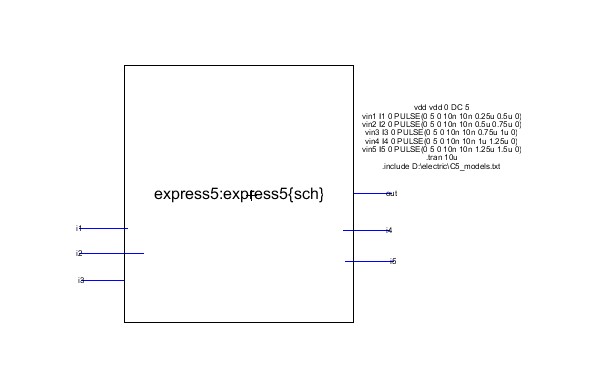 vdd vdd 0 DC 5
vin1 I1 0 PULSE(0 5 0 10n 10n 0.25u 0.5u 0)
vin2 I2 0 PULSE(0 5 0 10n 10n 0.5u 0.75u 0)
vin3 I3 0 PULSE(0 5 0 10n 10n 0.75u 1u 0)
vin4 I4 0 PULSE(0 5 0 10n 10n 1u 1.25u 0)
vin5 I5 0 PULSE(0 5 0 10n 10n 1.25u 1.5u 0)
.tran 10u
.include D:\electric\C5_models.txt
express5:express5{sch}
out
i1
i4
i2
i5
i3